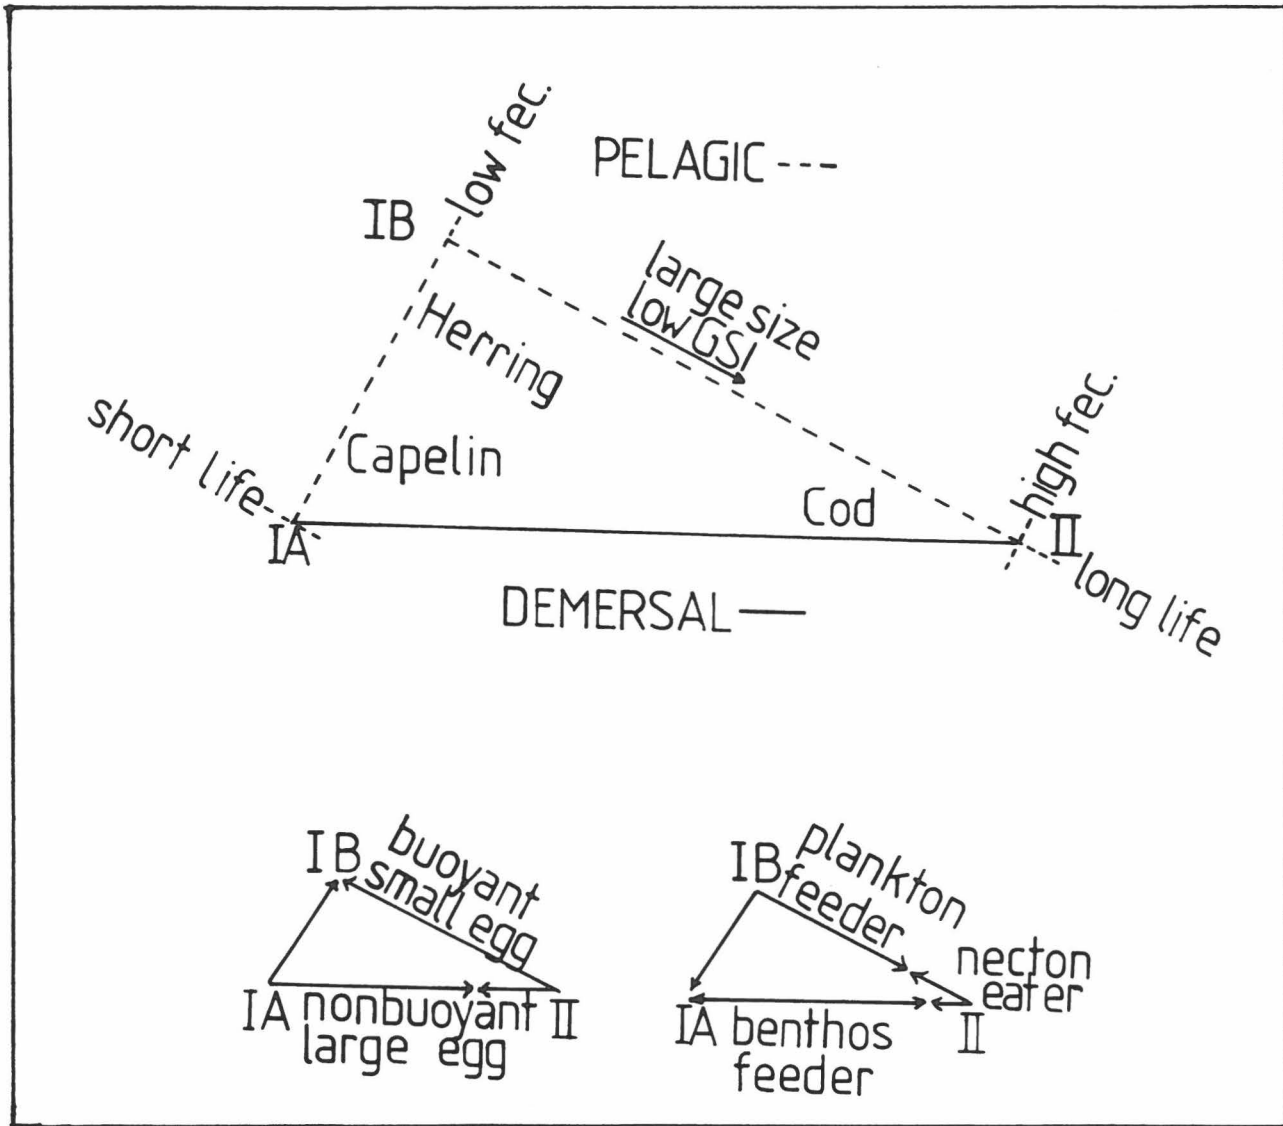 low fec.
PELAGIC ---
IB
large size
low GSI
Herring
high fec.
short life
Capelin
Cod
IA
II
long life
DEMERSAL —
IB
buoyant
small egg
IA
nonbuoyant
large egg
II
IB
plankton
feeder
necton
eater
IA
benthos
feeder
II